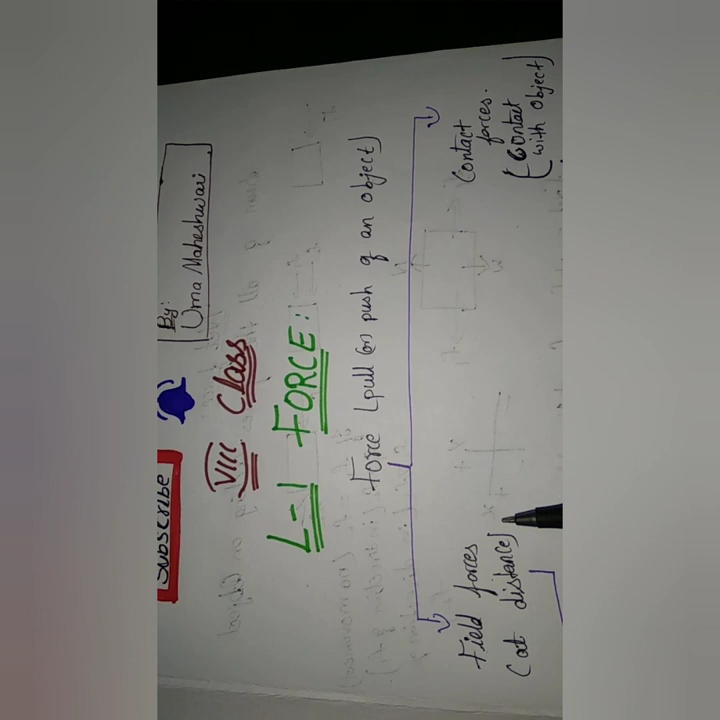 SUBSCRIBE
By:
Uma Maheshwari
VIII Class
L-1 FORCE:
Force (pull (or) push of an object)
Field forces
(at distance)
Contact
forces.
(Contact
with object)